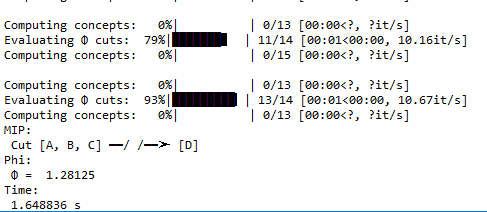 Computing concepts:   0%|          | 0/13 [00:00<?, ?it/s]
Evaluating Φ cuts:  79%|███████▊  | 11/14 [00:01<00:00, 10.16it/s]
Computing concepts:   0%|          | 0/15 [00:00<?, ?it/s]
Computing concepts:   0%|          | 0/13 [00:00<?, ?it/s]
Evaluating Φ cuts:  93%|█████████▎| 13/14 [00:01<00:00, 10.67it/s]
Computing concepts:   0%|          | 0/13 [00:00<?, ?it/s]
MIP:
Cut [A, B, C] ━━/ /━━➤ [D]
Phi:
Φ =  1.28125
Time:
1.648836 s